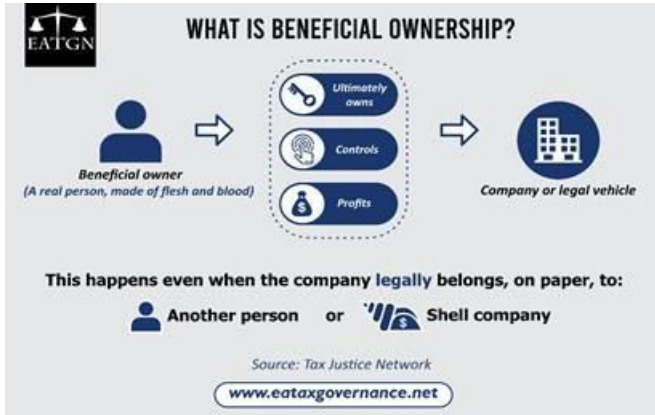 EATGN
WHAT IS BENEFICIAL OWNERSHIP?
Ultimately
owns
Controls
Profits
$
Beneficial owner
(A real person, made of flesh and blood)
Company or legal vehicle
This happens even when the company legally belongs, on paper, to:
Another person or $ Shell company
Source: Tax Justice Network
www.eataxgovernance.net